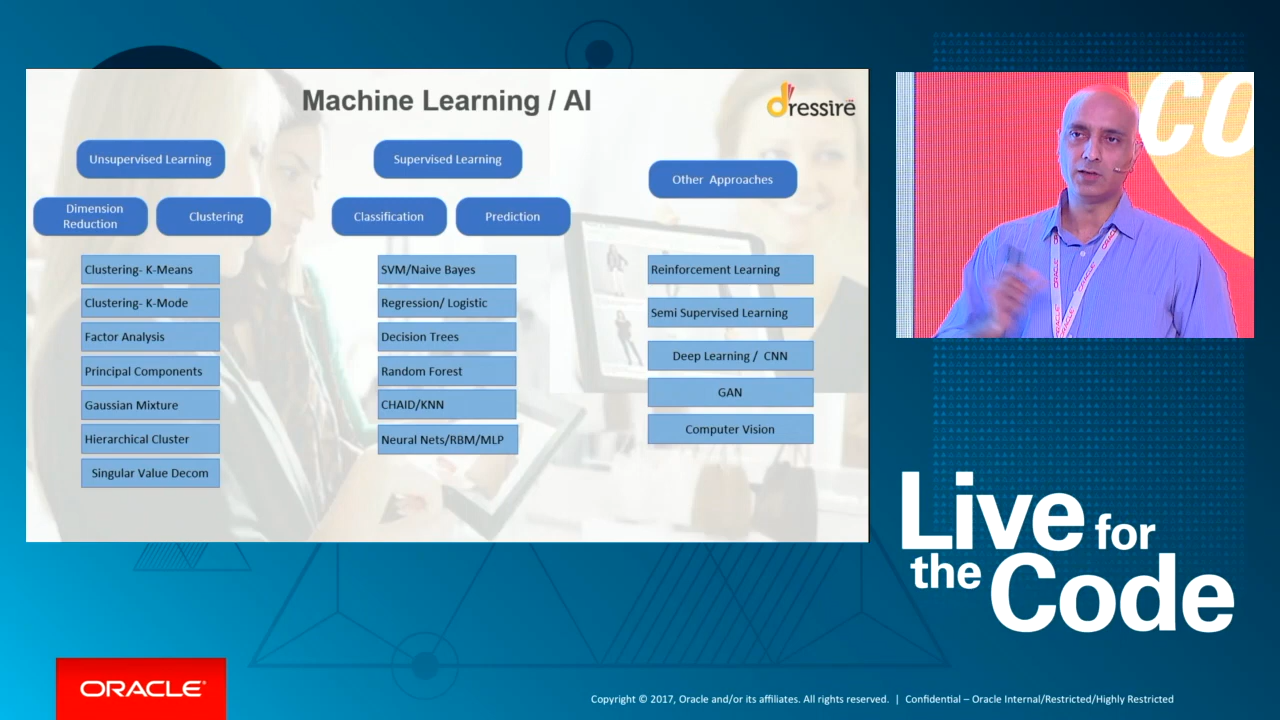 Machine Learning / AI
dressire
Unsupervised Learning
Dimension
Reduction
Clustering
Clustering- K-Means
Clustering- K-Mode
Factor Analysis
Principal Components
Gaussian Mixture
Hierarchical Cluster
Singular Value Decom
Supervised Learning
Classification
Prediction
SVM/Naive Bayes
Regression/ Logistic
Decision Trees
Random Forest
CHAID/KNN
Neural Nets/RBM/MLP
Other Approaches
Reinforcement Learning
Semi Supervised Learning
Deep Learning / CNN
GAN
Computer Vision
CO
ORACLE
Live for
the Code
ORACLE®
Copyright © 2017, Oracle and/or its affiliates. All rights reserved. | Confidential – Oracle Internal/Restricted/Highly Restricted